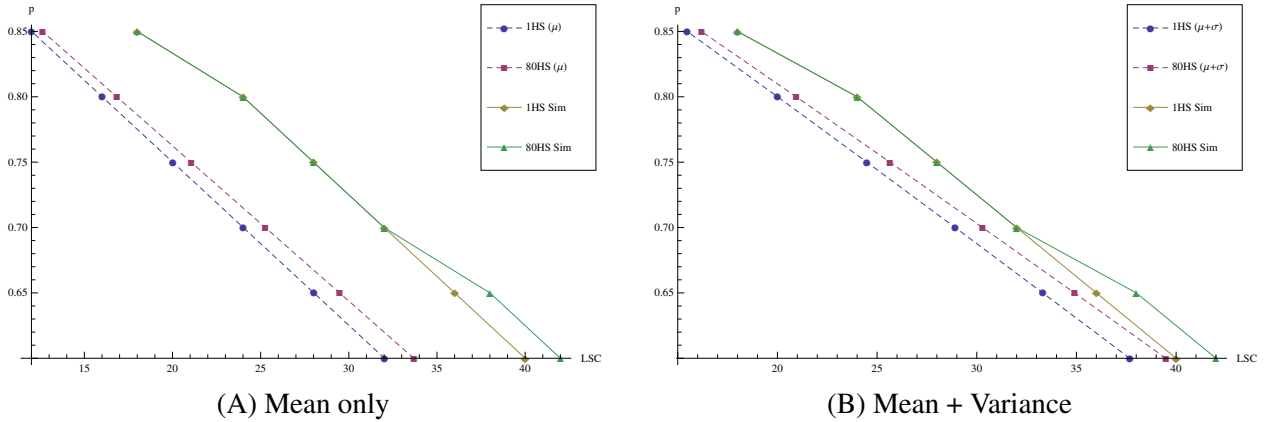 p
0.85
0.80
0.75
0.70
0.65
15 20 25 30 35 40 LSC
1HS (μ)
80HS (μ)
1HS Sim
80HS Sim
(A) Mean only
p
0.85
0.80
0.75
0.70
0.65
20 25 30 35 40 LSC
1HS (μ+σ)
80HS (μ+σ)
1HS Sim
80HS Sim
(B) Mean + Variance